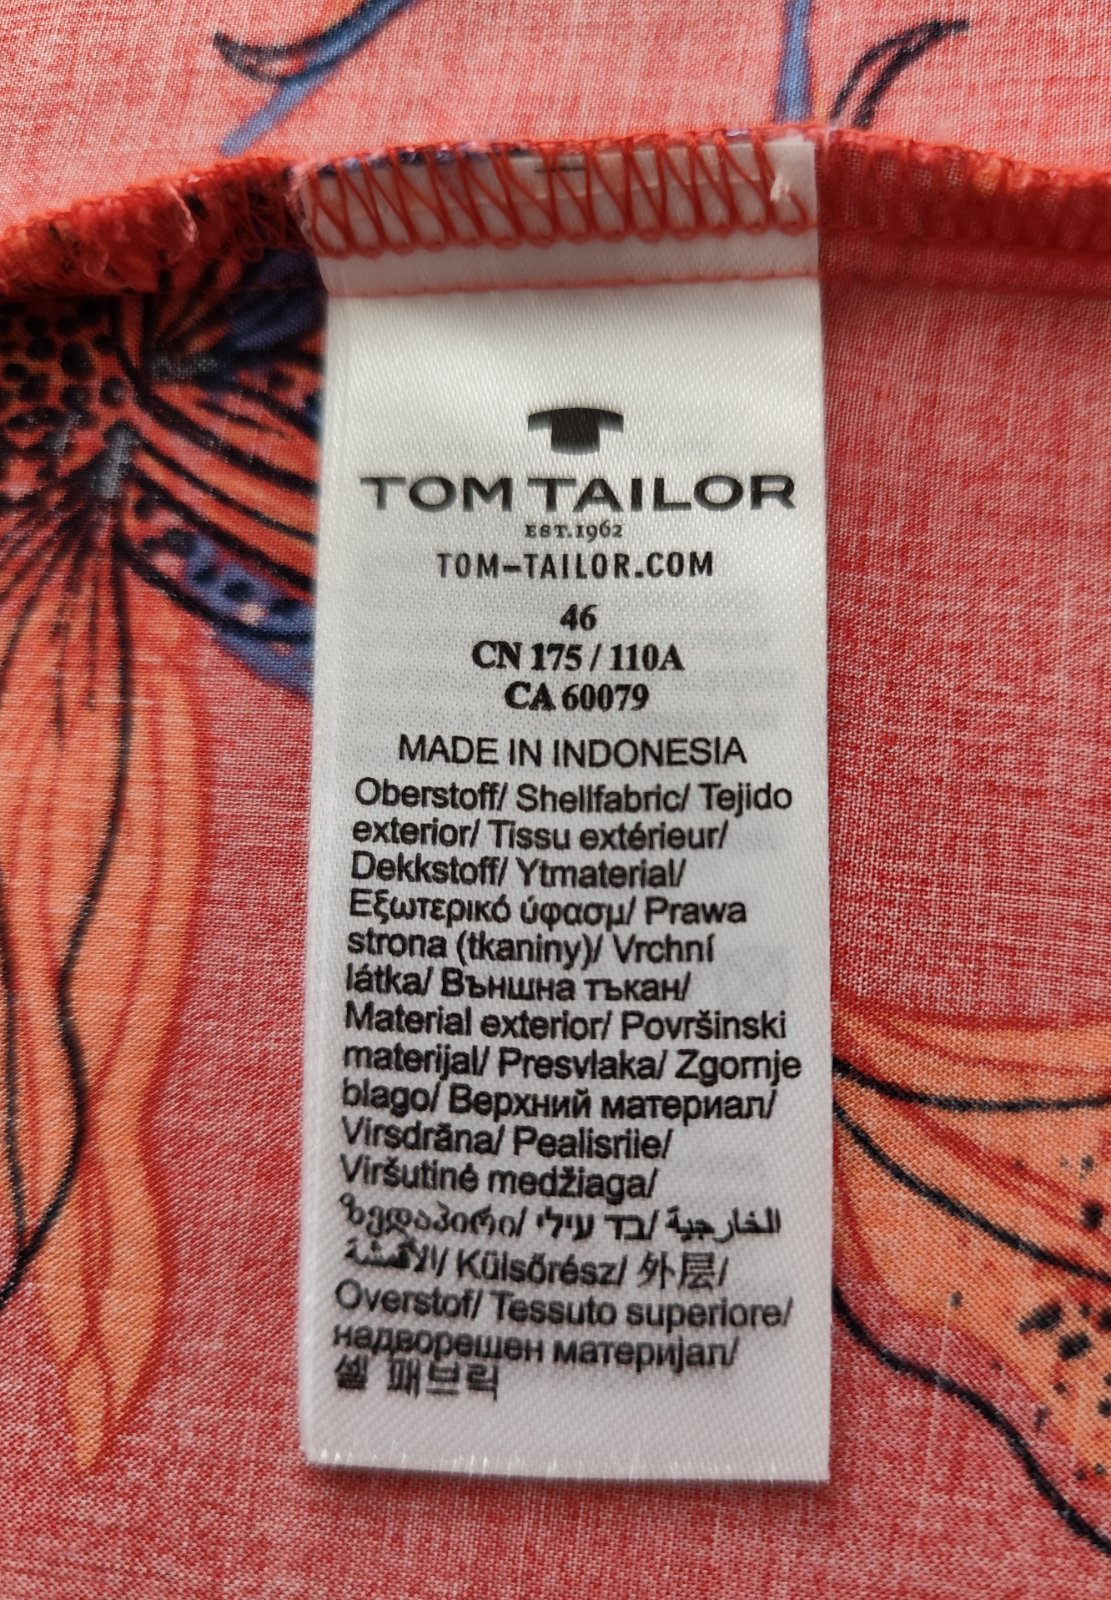 TOM TAILOR
EST.1962
TOM-TAILOR.COM
46
CN 175 / 110A
CA 60079
MADE IN INDONESIA
Oberstoff/ Shellfabric/ Tejido
exterior/ Tissu extérieur/
Dekkstoff/ Ytmaterial/
Εξωτερικό ύφασμ/ Prawa
strona (tkaniny)/ Vrchní
látka/ Външна тъкан/
Material exterior/ Površinski
materijal/ Presvlaka/ Zgornje
blago/ Верхний материал/
Virsdrāna/ Pealisriie/
Viršutinė medžiaga/
ზედაპირი/ בד עילי/ الخارجية
الأقمشة/ Külsőrész/ 外层/
Overstof/ Tessuto superiore/
надворешен материјал/
셸 패브릭